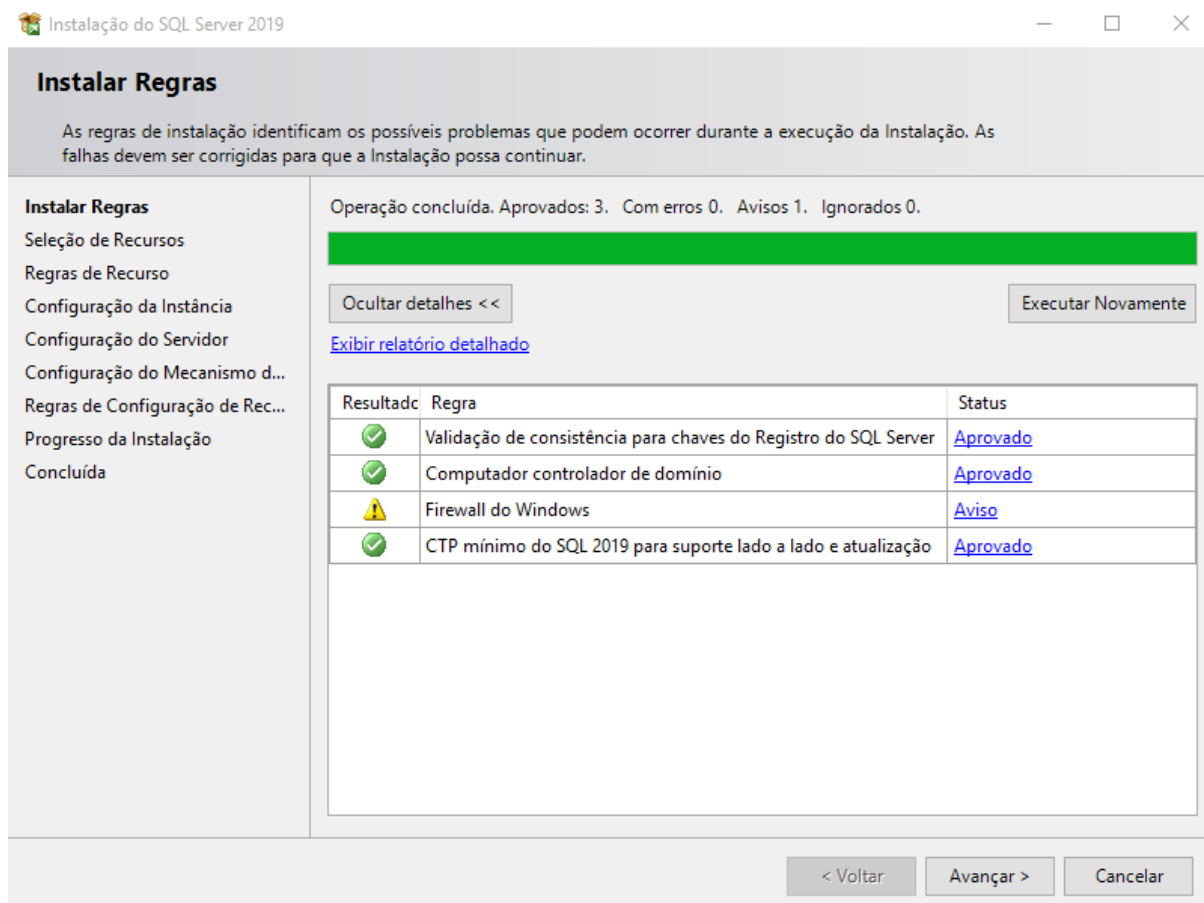 Instalação do SQL Server 2019
Instalar Regras
As regras de instalação identificam os possíveis problemas que podem ocorrer durante a execução da Instalação. As
falhas devem ser corrigidas para que a Instalação possa continuar.
Instalar Regras
Seleção de Recursos
Regras de Recurso
Configuração da Instância
Configuração do Servidor
Configuração do Mecanismo d...
Regras de Configuração de Rec...
Progresso da Instalação
Concluída
Operação concluída. Aprovados: 3. Com erros 0. Avisos 1. Ignorados 0.
Ocultar detalhes << Executar Novamente
Exibir relatório detalhado
Resultado Regra Status
Validação de consistência para chaves do Registro do SQL Server Aprovado
Computador controlador de domínio Aprovado
Firewall do Windows Aviso
CTP mínimo do SQL 2019 para suporte lado a lado e atualização Aprovado
< Voltar Avançar > Cancelar